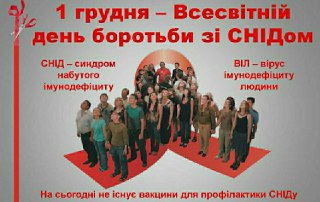 1 грудня – Всесвітній
день боротьби зі СНІДом
СНІД – синдром
набутого
імунодефіциту
ВІЛ – вірус
імунодефіциту
людини
На сьогодні не існує вакцини для профілактики СНІДу